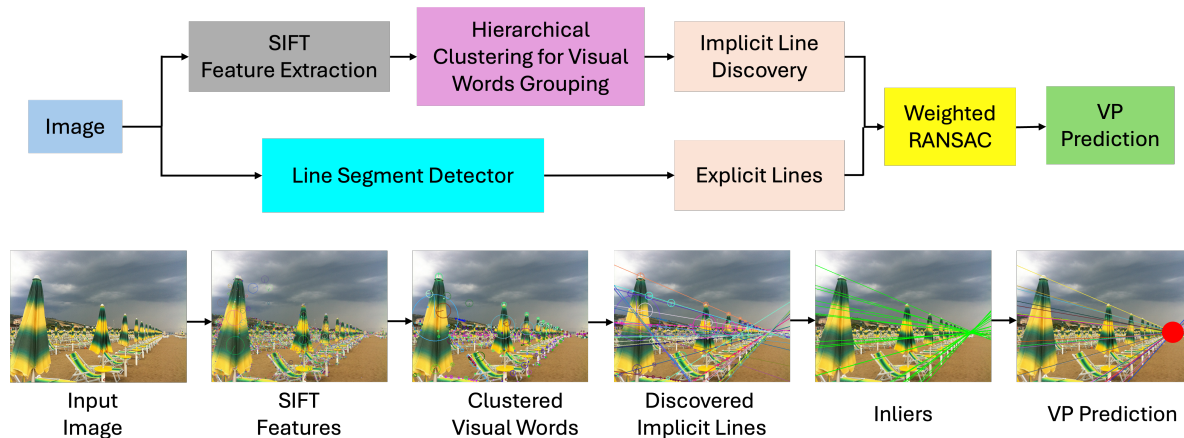 Image
SIFT
Feature Extraction
Hierarchical
Clustering for Visual
Words Grouping
Implicit Line
Discovery
Line Segment Detector
Explicit Lines
Weighted
RANSAC
VP
Prediction
Input
Image
SIFT
Features
Clustered
Visual Words
Discovered
Implicit Lines
Inliers
VP Prediction